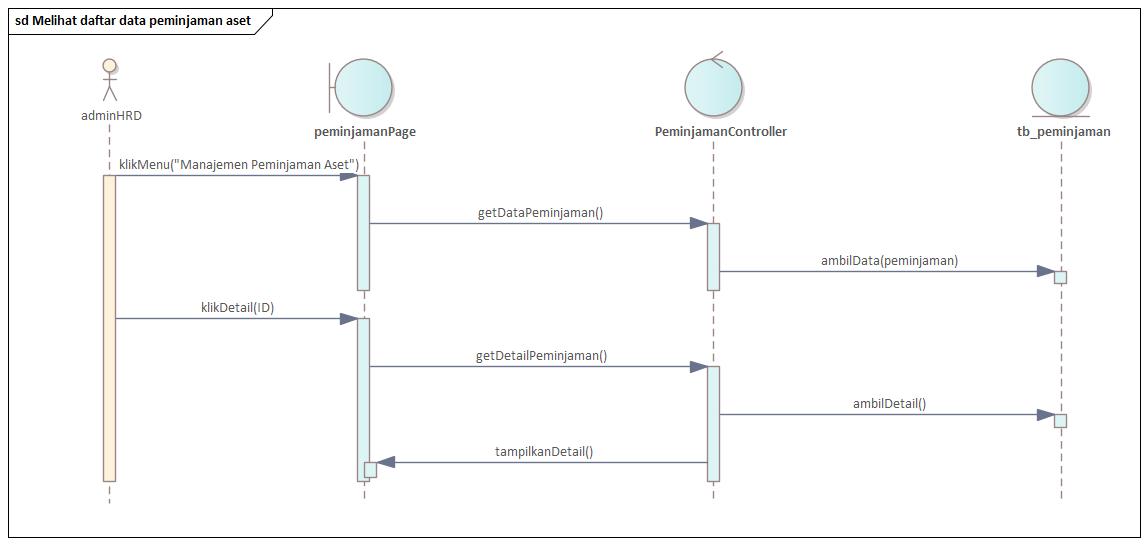 sd Melihat daftar data peminjaman aset
adminHRD
peminjamanPage
PeminjamanController
tb_peminjaman
klikMenu("Manajemen Peminjaman Aset")
getDataPeminjaman()
ambilData(peminjaman)
klikDetail(ID)
getDetailPeminjaman()
ambilDetail()
tampilkanDetail()